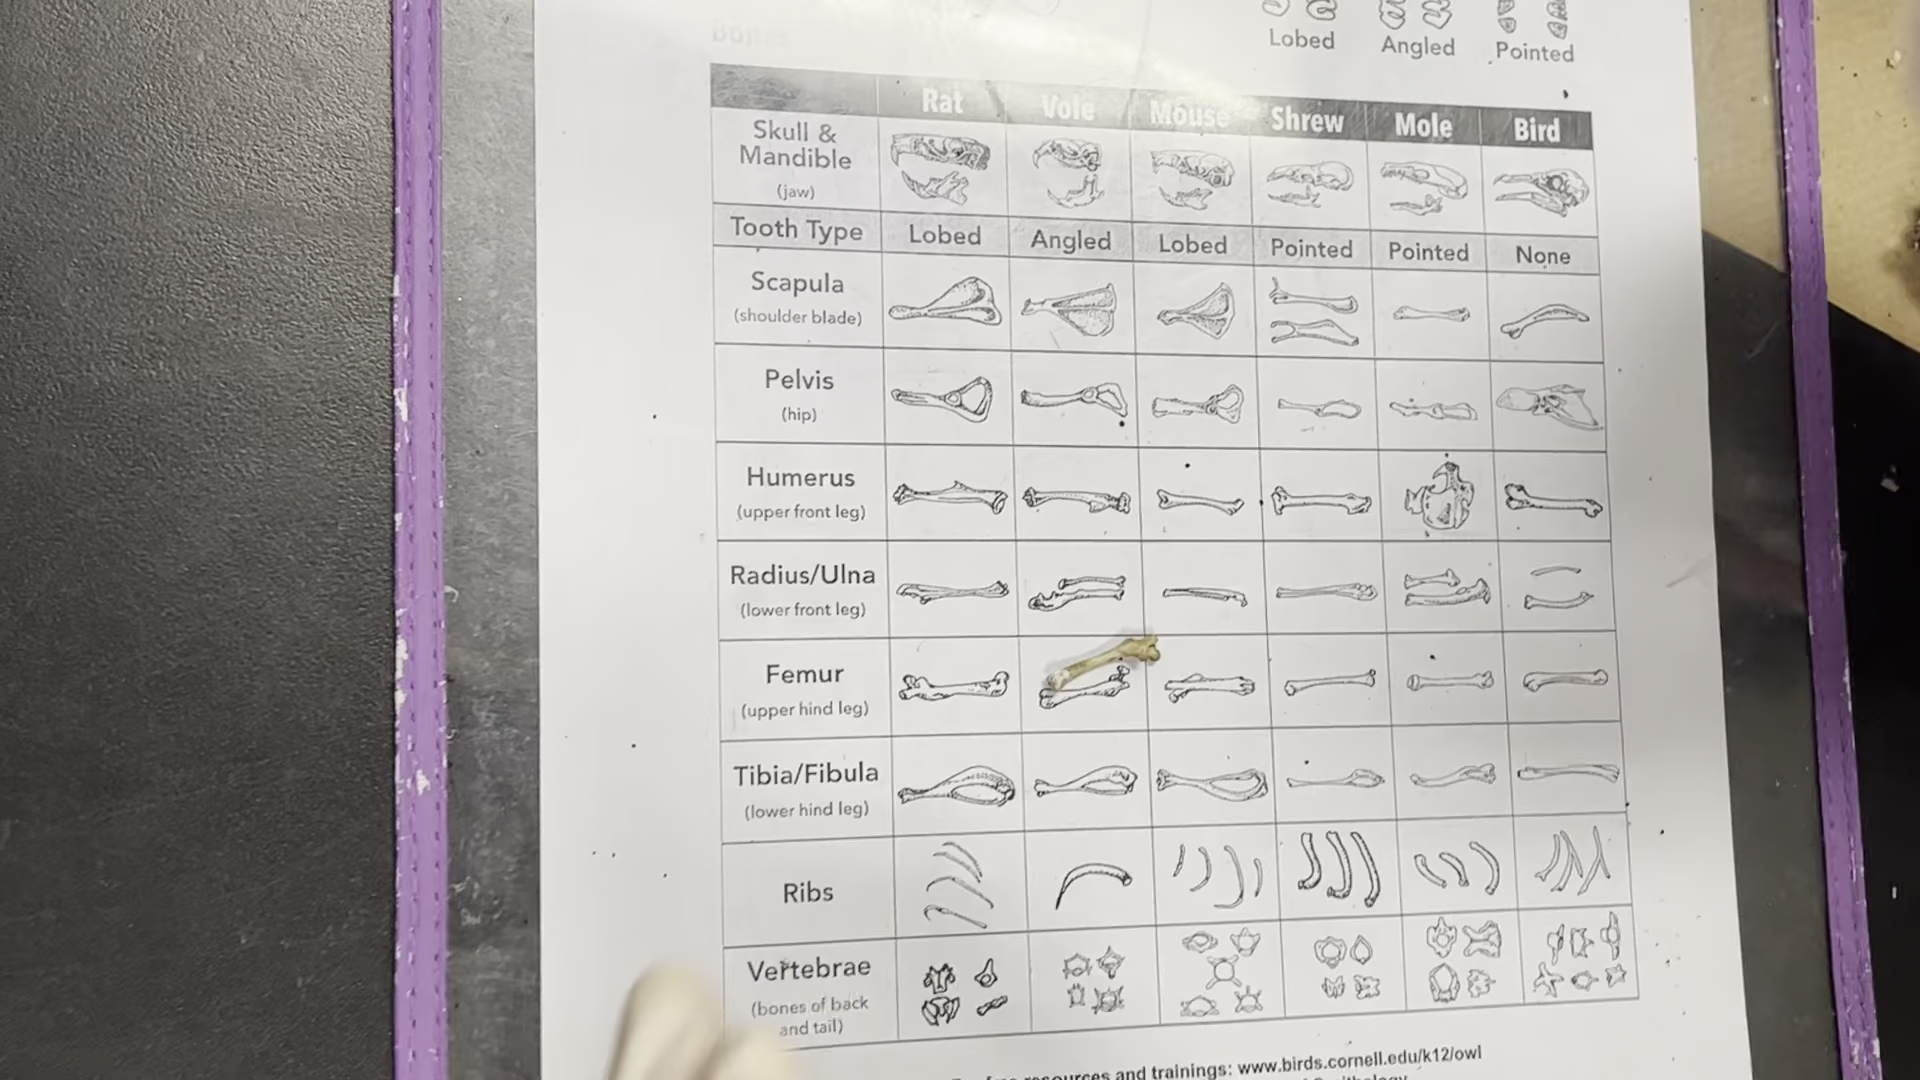 Bones
Lobed Angled Pointed
Rat Vole Mouse Shrew Mole Bird
Skull &
Mandible
(jaw)
Tooth Type Lobed Angled Lobed Pointed Pointed None
Scapula
(shoulder blade)
Pelvis
(hip)
Humerus
(upper front leg)
Radius/Ulna
(lower front leg)
Femur
(upper hind leg)
Tibia/Fibula
(lower hind leg)
Ribs
Vertebrae
(bones of back
and tail)
resources and trainings: www.birds.cornell.edu/k12/owl